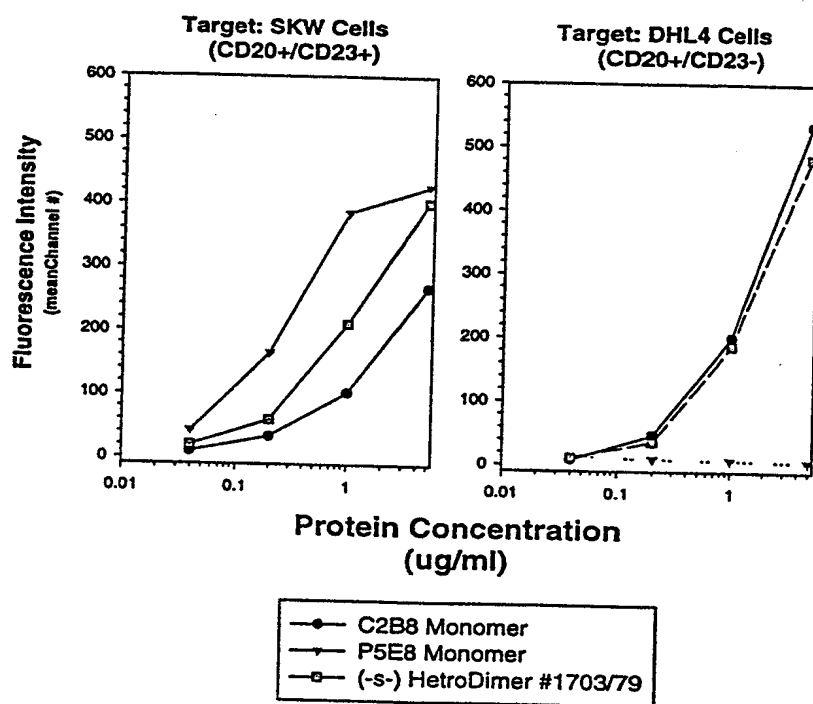 Target: SKW Cells
(CD20+/CD23+)
Target: DHL4 Cells
(CD20+/CD23-)
Fluorescence Intensity
(meanChannel #)
600
500
400
300
200
100
0
0.01
0.1
1
600
500
400
300
200
100
0
0.01
0.1
1
Protein Concentration
(ug/ml)
C2B8 Monomer
P5E8 Monomer
(-s-) HetroDimer #1703/79